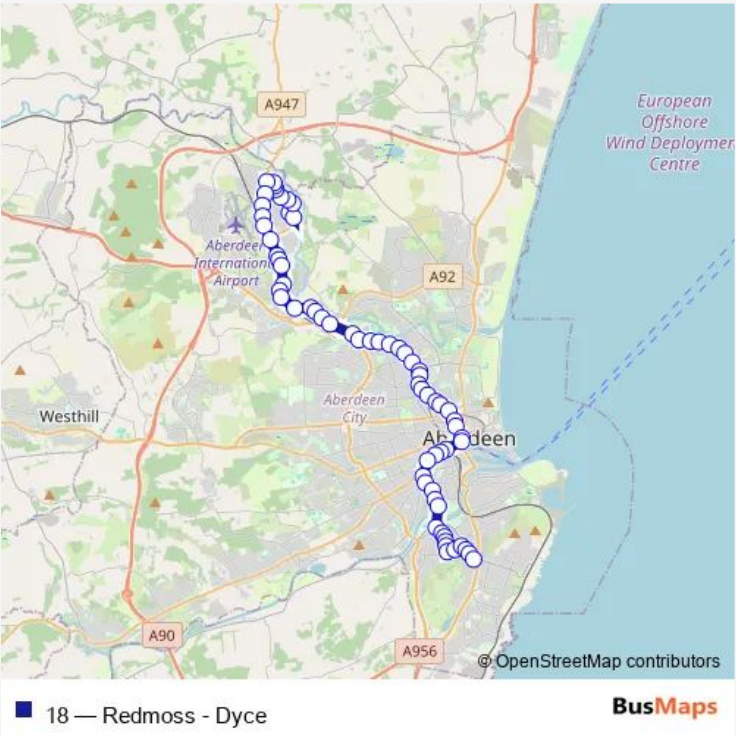 A947
European
Offshore
Wind Deploymen
Centre
Aberdeen
International
Airport
A92
Aberdeen
City
Westhill
Aberdeen
A90
A956
© OpenStreetMap contributors
18 — Redmoss - Dyce
BusMaps